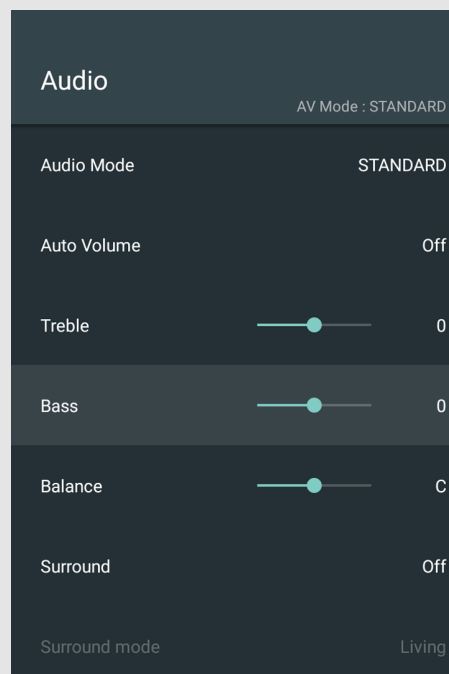 Audio
AV Mode : STANDARD
Audio Mode STANDARD
Auto Volume Off
Treble 0
Bass 0
Balance C
Surround Off
Surround mode Living